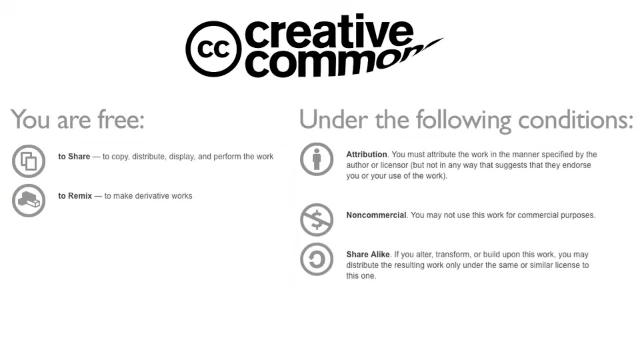 cc creative
commons
You are free:
to Share — to copy, distribute, display, and perform the work
to Remix — to make derivative works
Under the following conditions:
Attribution. You must attribute the work in the manner specified by the
author or licensor (but not in any way that suggests that they endorse
you or your use of the work).
$
Noncommercial. You may not use this work for commercial purposes.
Share Alike. If you alter, transform, or build upon this work, you may
distribute the resulting work only under the same or similar license to
this one.